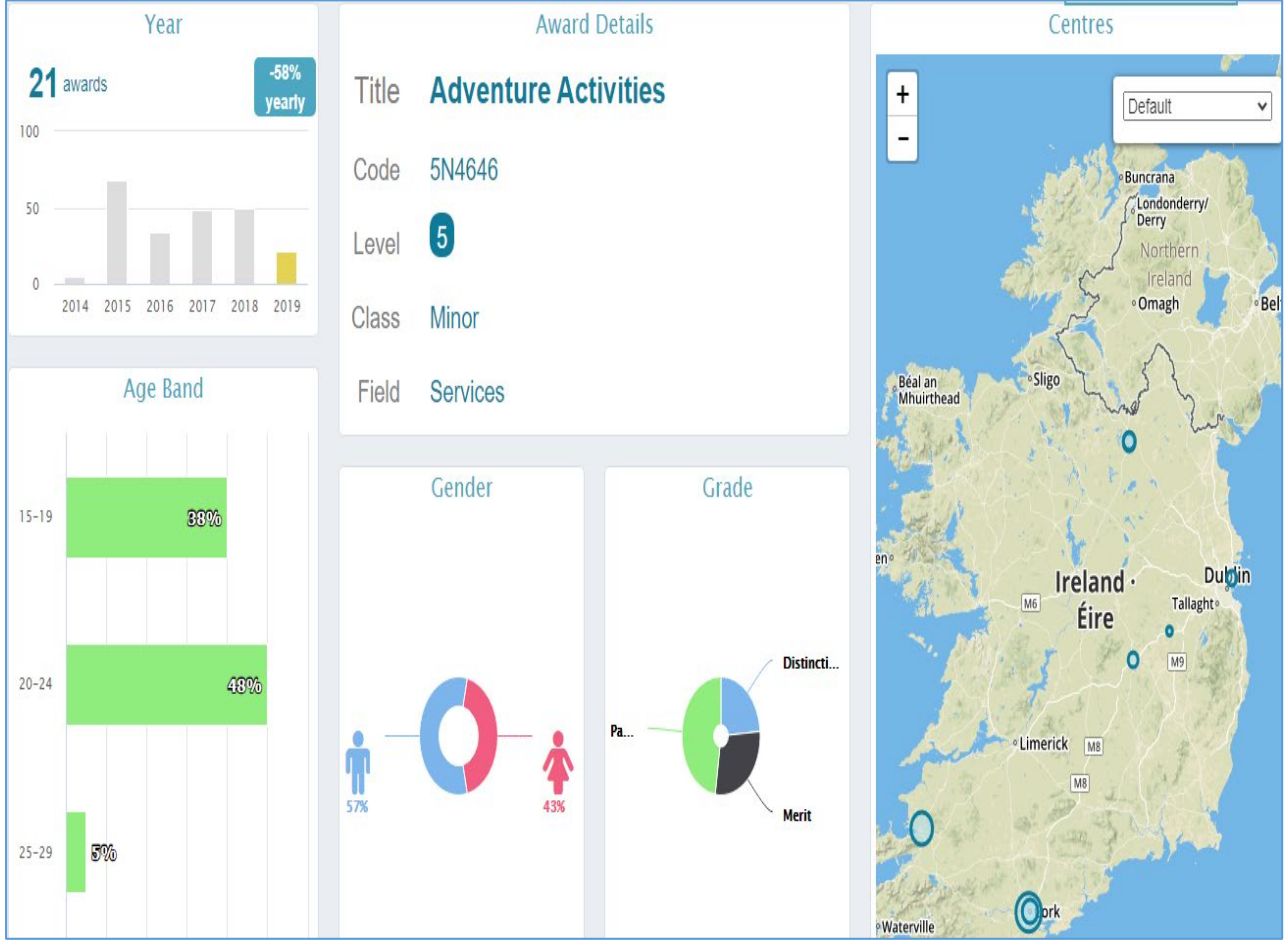 Year
21 awards
-58%
yearly
100
50
0
2014 2015 2016 2017 2018 2019
Age Band
15-19
38%
20-24
48%
25-29
5%
Award Details
Title Adventure Activities
Code 5N4646
Level 5
Class Minor
Field Services
Gender
57%
43%
Grade
Distincti...
Pa...
Merit
Centres
+
-
Default
Buncrana
Londonderry/
Derry
Northern
Ireland
Omagh
Bel
Sligo
Béal an
Mhuirthead
en
Ireland
Éire
Dublin
Tallaght
M6
M9
Limerick
M8
M8
ork
Waterville